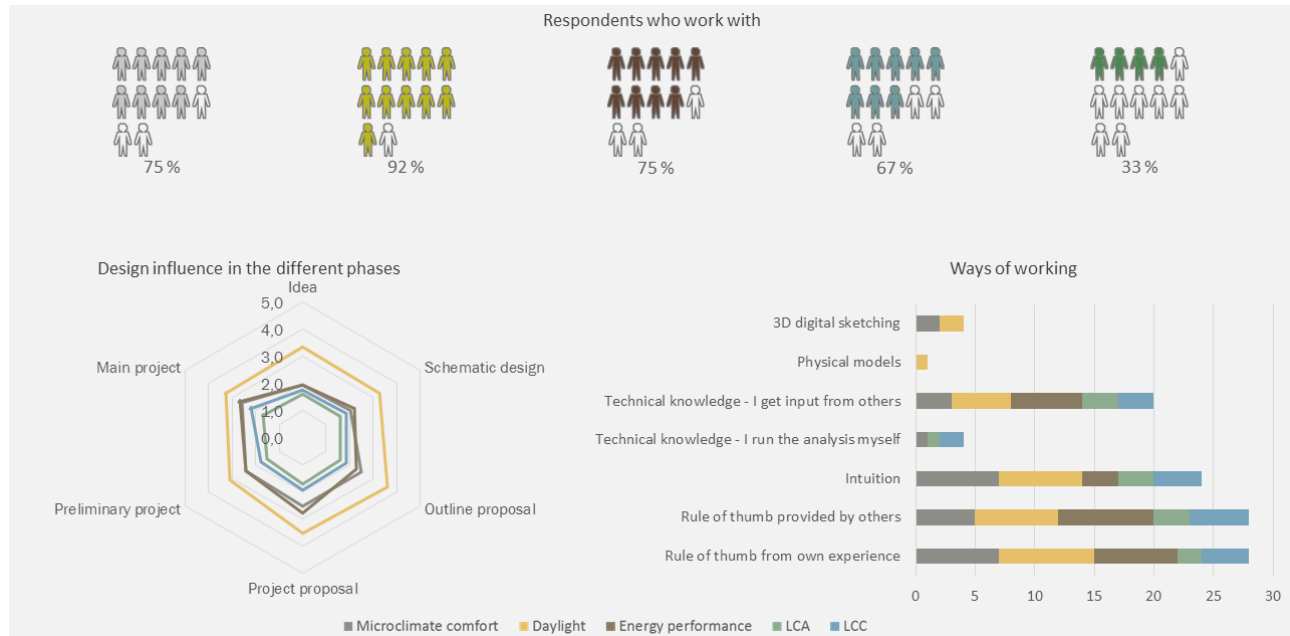 Respondents who work with
75 %
92 %
75 %
67 %
33 %
Design influence in the different phases
Idea
5,0
4,0
3,0
2,0
1,0
0,0
Main project
Schematic design
Preliminary project
Outline proposal
Project proposal
Ways of working
3D digital sketching
Physical models
Technical knowledge - I get input from others
Technical knowledge - I run the analysis myself
Intuition
Rule of thumb provided by others
Rule of thumb from own experience
0 5 10 15 20 25 30
Microclimate comfort Daylight Energy performance LCA LCC